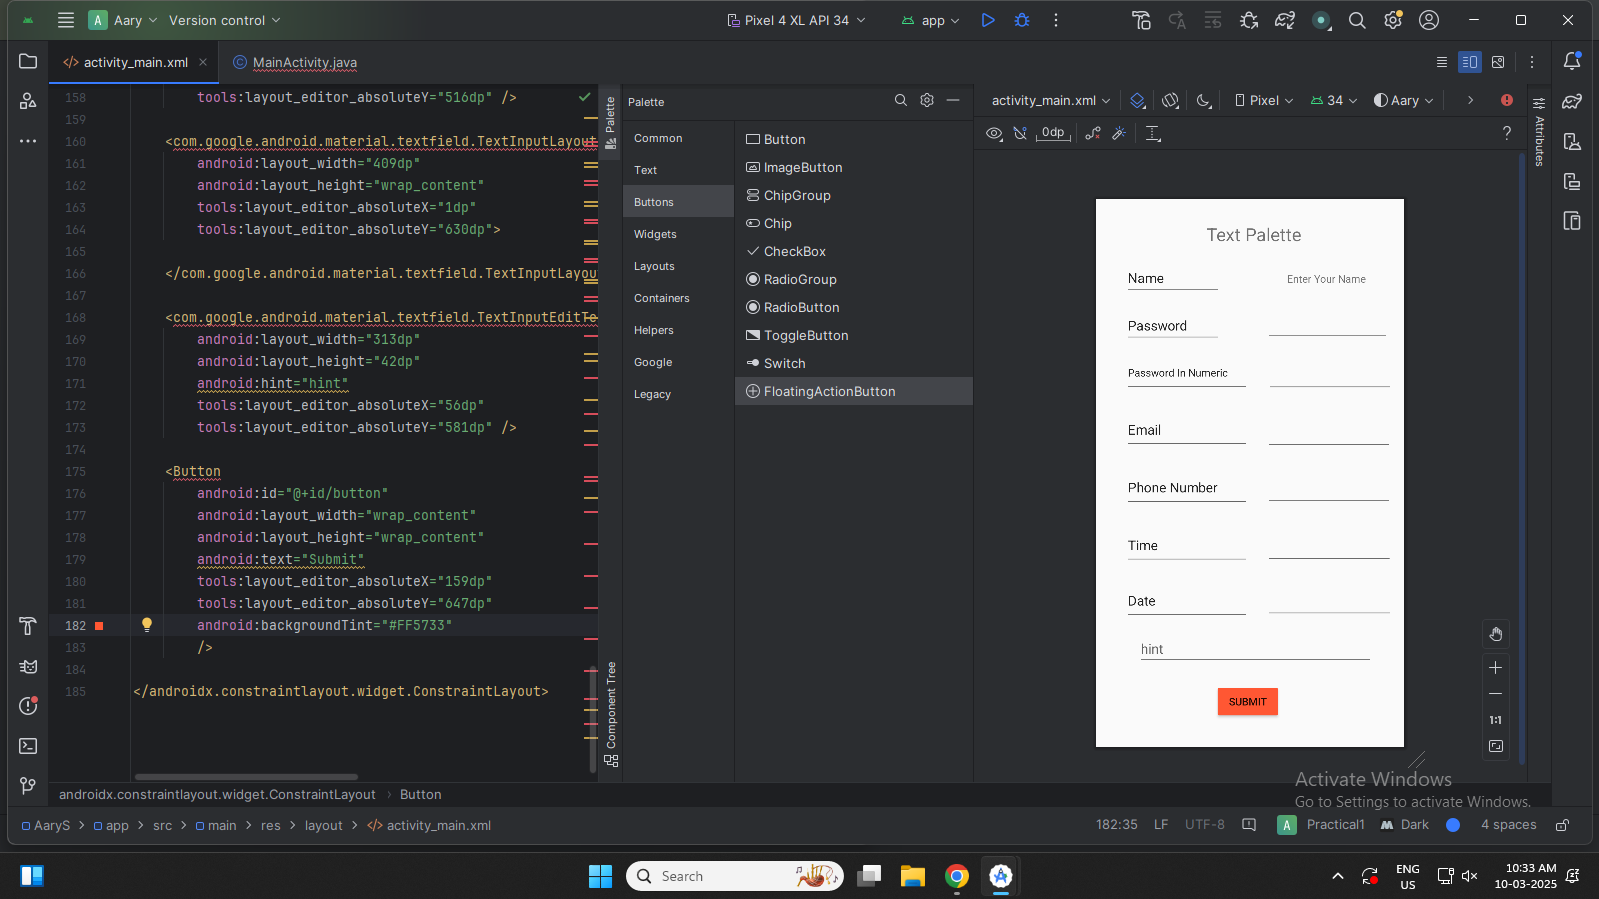 A Aary Version control
Pixel 4 XL API 34 app
activity_main.xml MainActivity.java
158 tools:layout_editor_absoluteY="516dp" />
159
160 <com.google.android.material.textfield.TextInputLayout
161 android:layout_width="409dp"
162 android:layout_height="wrap_content"
163 tools:layout_editor_absoluteX="1dp"
164 tools:layout_editor_absoluteY="630dp">
165
166 </com.google.android.material.textfield.TextInputLayou
167
168 <com.google.android.material.textfield.TextInputEditTe
169 android:layout_width="313dp"
170 android:layout_height="42dp"
171 android:hint="hint"
172 tools:layout_editor_absoluteX="56dp"
173 tools:layout_editor_absoluteY="581dp" />
174
175 <Button
176 android:id="@+id/button"
177 android:layout_width="wrap_content"
178 android:layout_height="wrap_content"
179 android:text="Submit"
180 tools:layout_editor_absoluteX="159dp"
181 tools:layout_editor_absoluteY="647dp"
182 android:backgroundTint="#FF5733"
183 />
184
185 </androidx.constraintlayout.widget.ConstraintLayout>
Palette
Component Tree
Palette
Common
Text
Buttons
Widgets
Layouts
Containers
Helpers
Google
Legacy
Button
ImageButton
ChipGroup
Chip
CheckBox
RadioGroup
RadioButton
ToggleButton
Switch
FloatingActionButton
activity_main.xml Pixel 34 Aary
0dp ?
Attributes
Text Palette
Name Enter Your Name
Password
Password In Numeric
Email
Phone Number
Time
Date
hint
SUBMIT
1:1
Activate Windows
Go to Settings to activate Windows.
androidx.constraintlayout.widget.ConstraintLayout > Button
AaryS > app > src > main > res > layout > activity_main.xml
182:35 LF UTF-8 A Practical1 Dark 4 spaces
Search
ENG
US
10:33 AM
10-03-2025